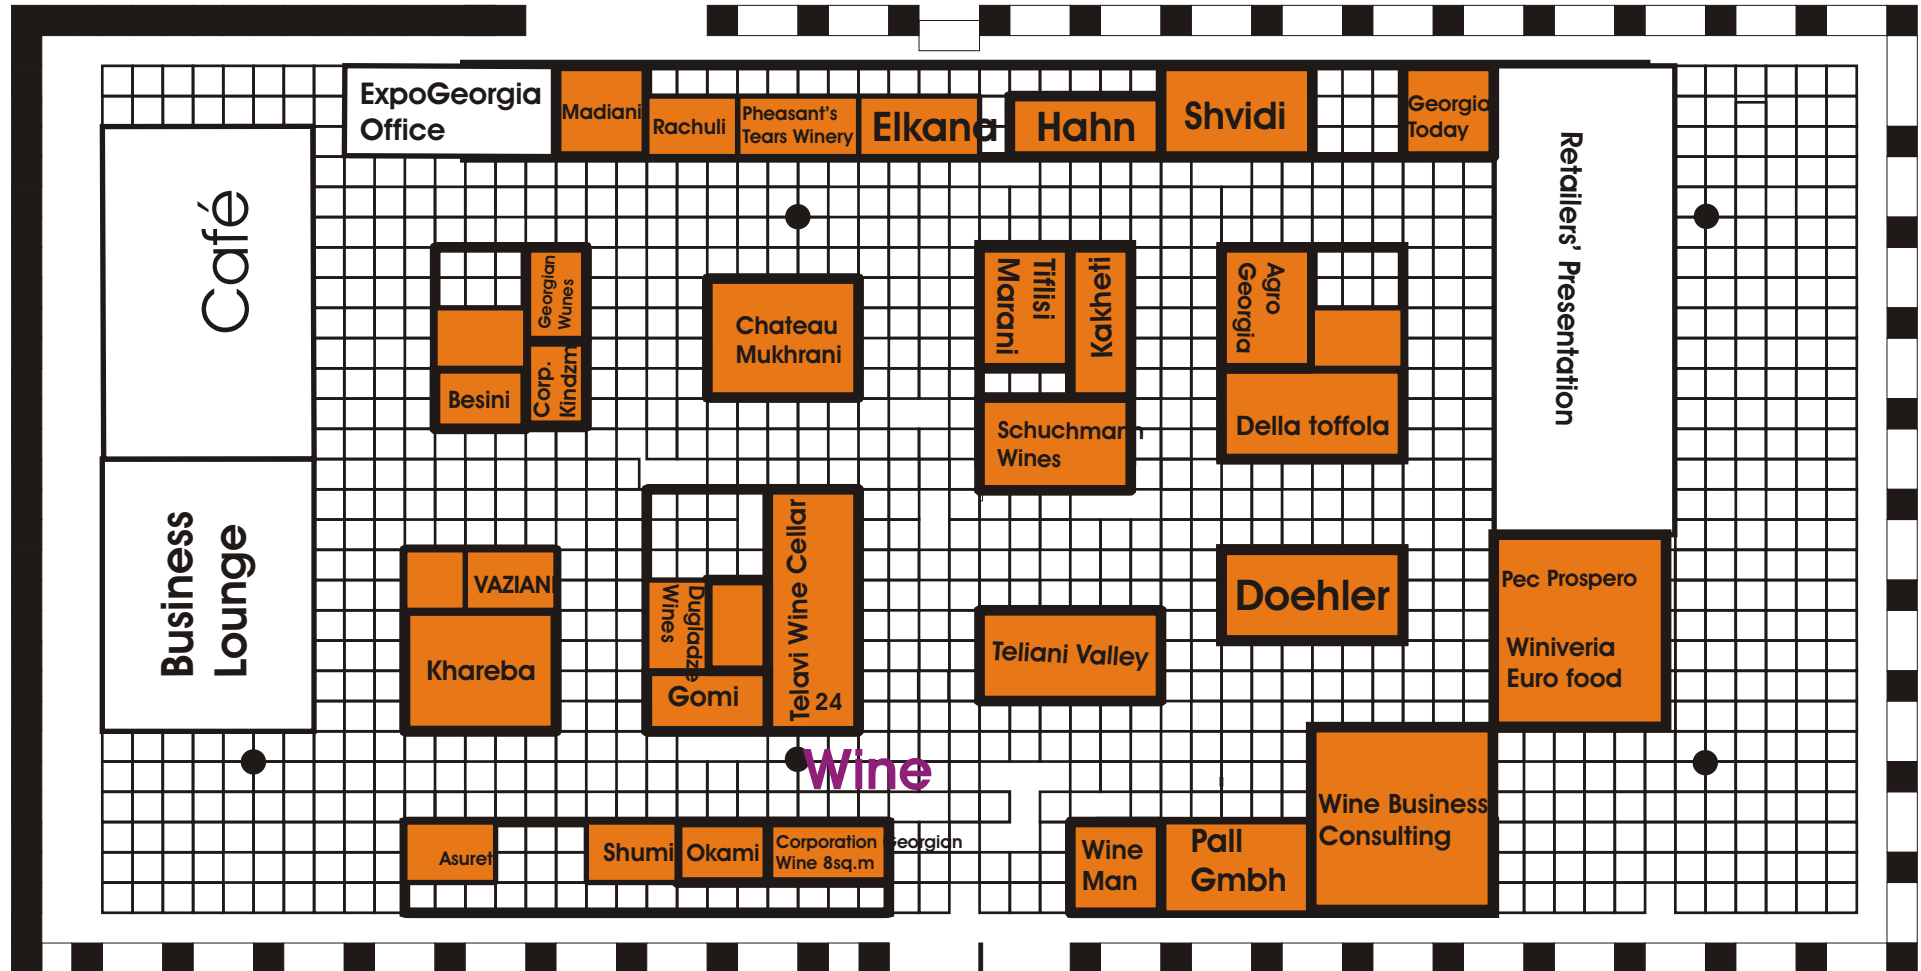 ExpoGeorgia
Office
Madiani
Rachuli
Pheasant's
Tears Winery
Elkana
Hahn
Shvidi
Georgia
Today
Retailers' Presentation
Café
Business
Lounge
Georgian
Wunes
Corp.
Kindzm
Besini
Chateau
Mukhrani
Tiflisi
Marani
Kakheti
Schuchmann
Wines
Agro
Georgia
Della toffola
VAZIANI
Khareba
Dugladze
Wines
Gomi
Telavi Wine Cellar
24
Teliani Valley
Doehler
Pec Prospero
Winiveria
Euro food
Wine
Asuret
Shumi
Okami
Corporation Georgian
Wine 8sq.m
Wine
Man
Pall
Gmbh
Wine Business
Consulting